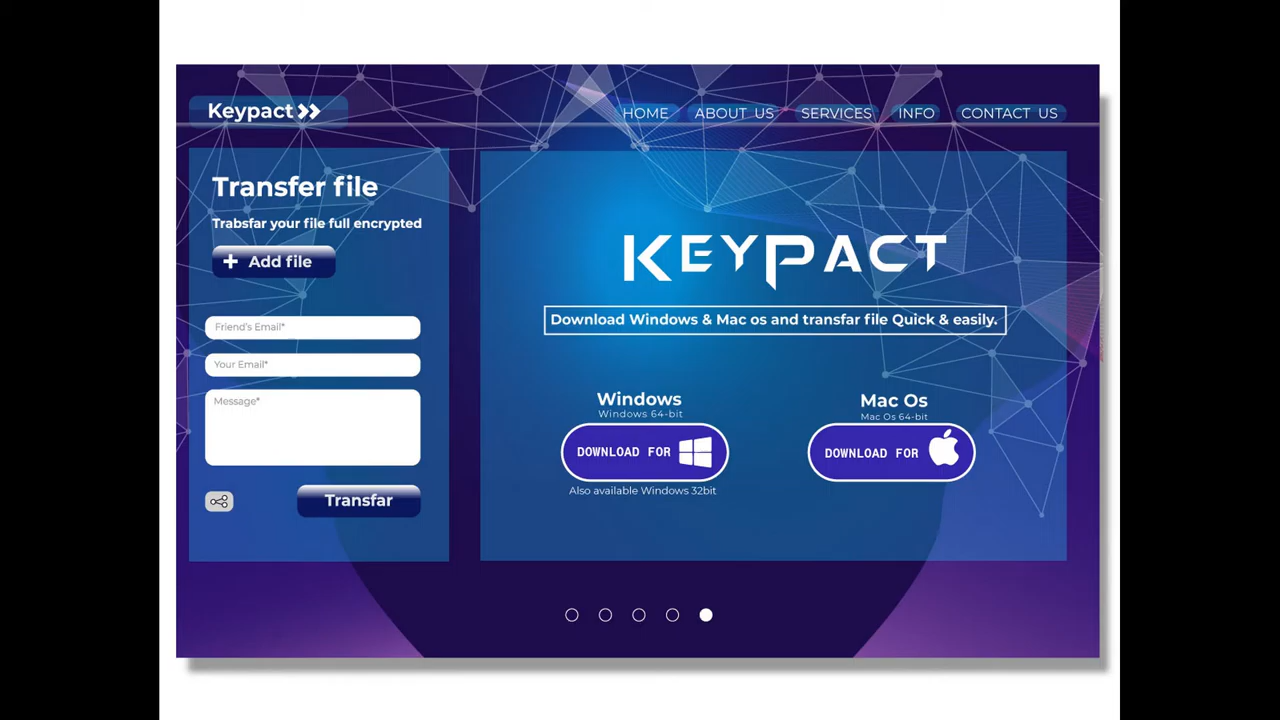 Keypact
HOME ABOUT US SERVICES INFO CONTACT US
Transfer file
Trabsfar your file full encrypted
+ Add file
Friend's Email*
Your Email*
Message*
Transfar
KEYPACT
Download Windows & Mac os and transfar file Quick & easily.
Windows
Windows 64-bit
DOWNLOAD FOR
Also available Windows 32bit
Mac Os
Mac Os 64-bit
DOWNLOAD FOR